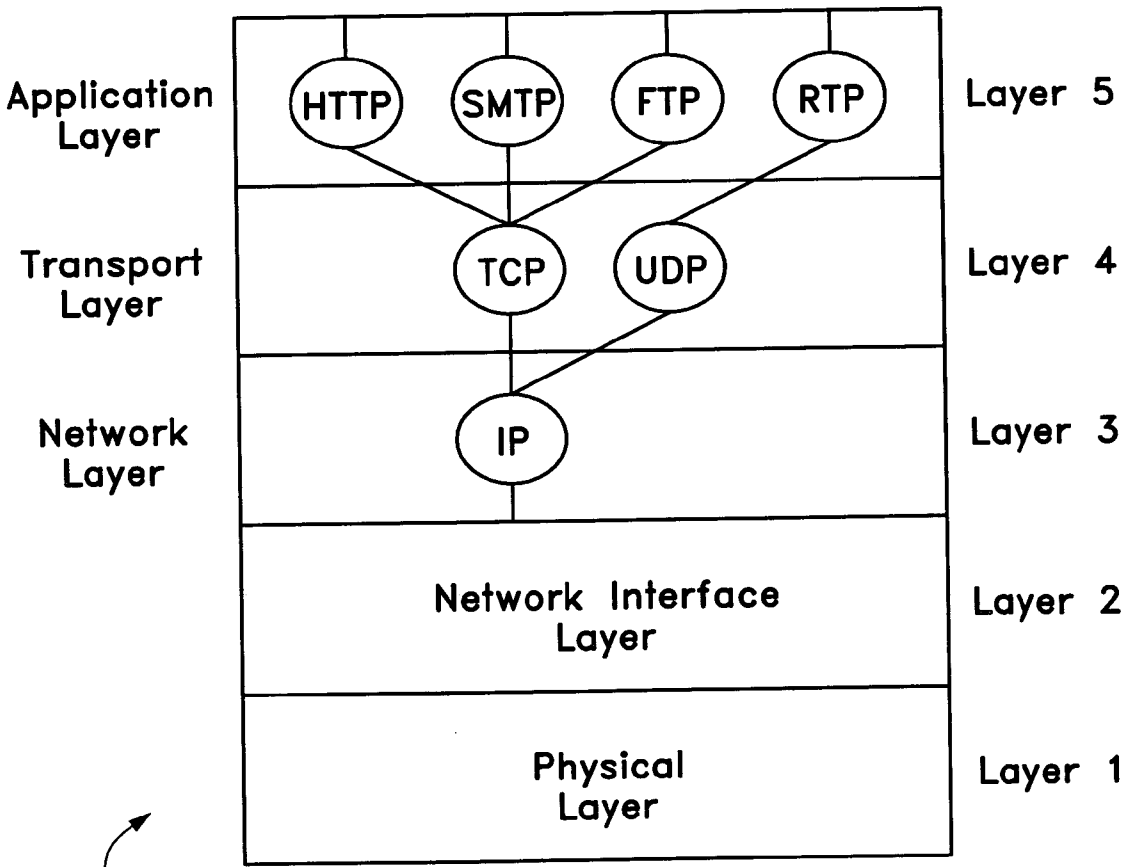 Application
Layer
HTTP
SMTP
FTP
RTP
Layer 5
Transport
Layer
TCP
UDP
Layer 4
Network
Layer
IP
Layer 3
Network Interface
Layer
Layer 2
Physical
Layer
Layer 1